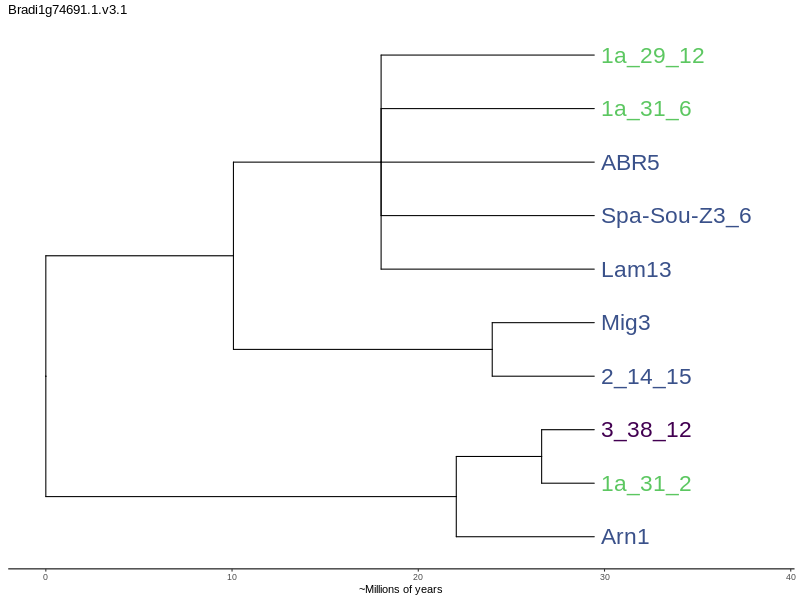 Bradi1g74691.1.v3.1
1a_29_12
1a_31_6
ABR5
Spa-Sou-Z3_6
Lam13
Mig3
2_14_15
3_38_12
1a_31_2
Arn1
0 10 20 30 40
~Millions of years